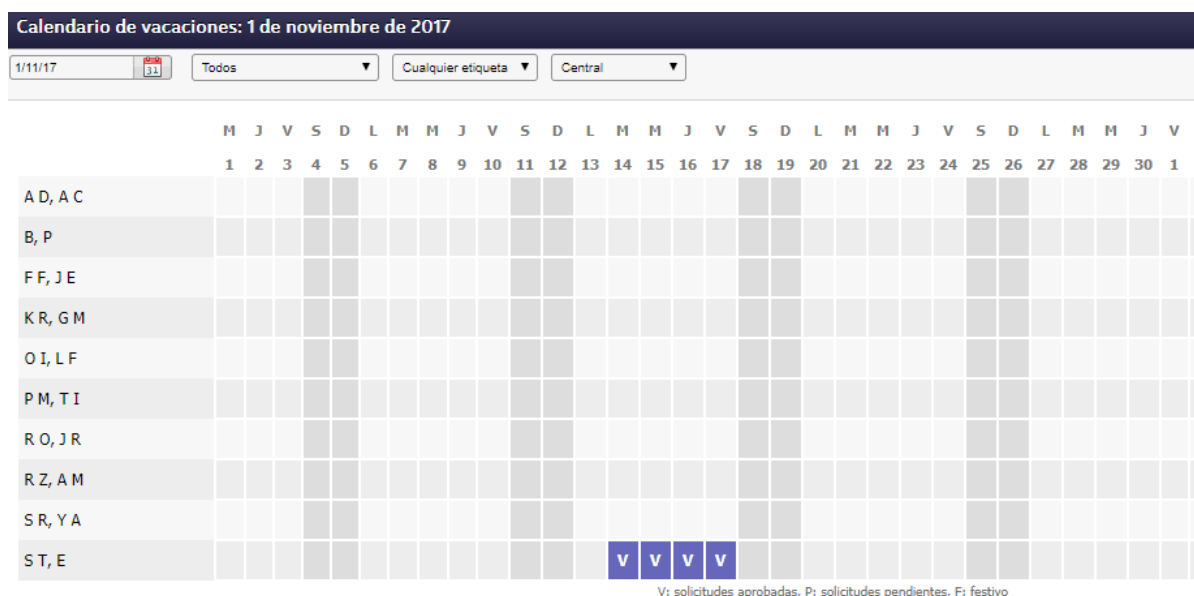 Calendario de vacaciones: 1 de noviembre de 2017
1/11/17 31 Todos ▼ Cualquier etiqueta ▼ Central ▼
M J V S D L M M J V S D L M M J V S D L M M J V S D L M M J V
1 2 3 4 5 6 7 8 9 10 11 12 13 14 15 16 17 18 19 20 21 22 23 24 25 26 27 28 29 30 1
A D, A C
B, P
F F, J E
K R, G M
O I, L F
P M, T I
R O, J R
R Z, A M
S R, Y A
S T, E V V V V
V: solicitudes aprobadas, P: solicitudes pendientes, F: festivo